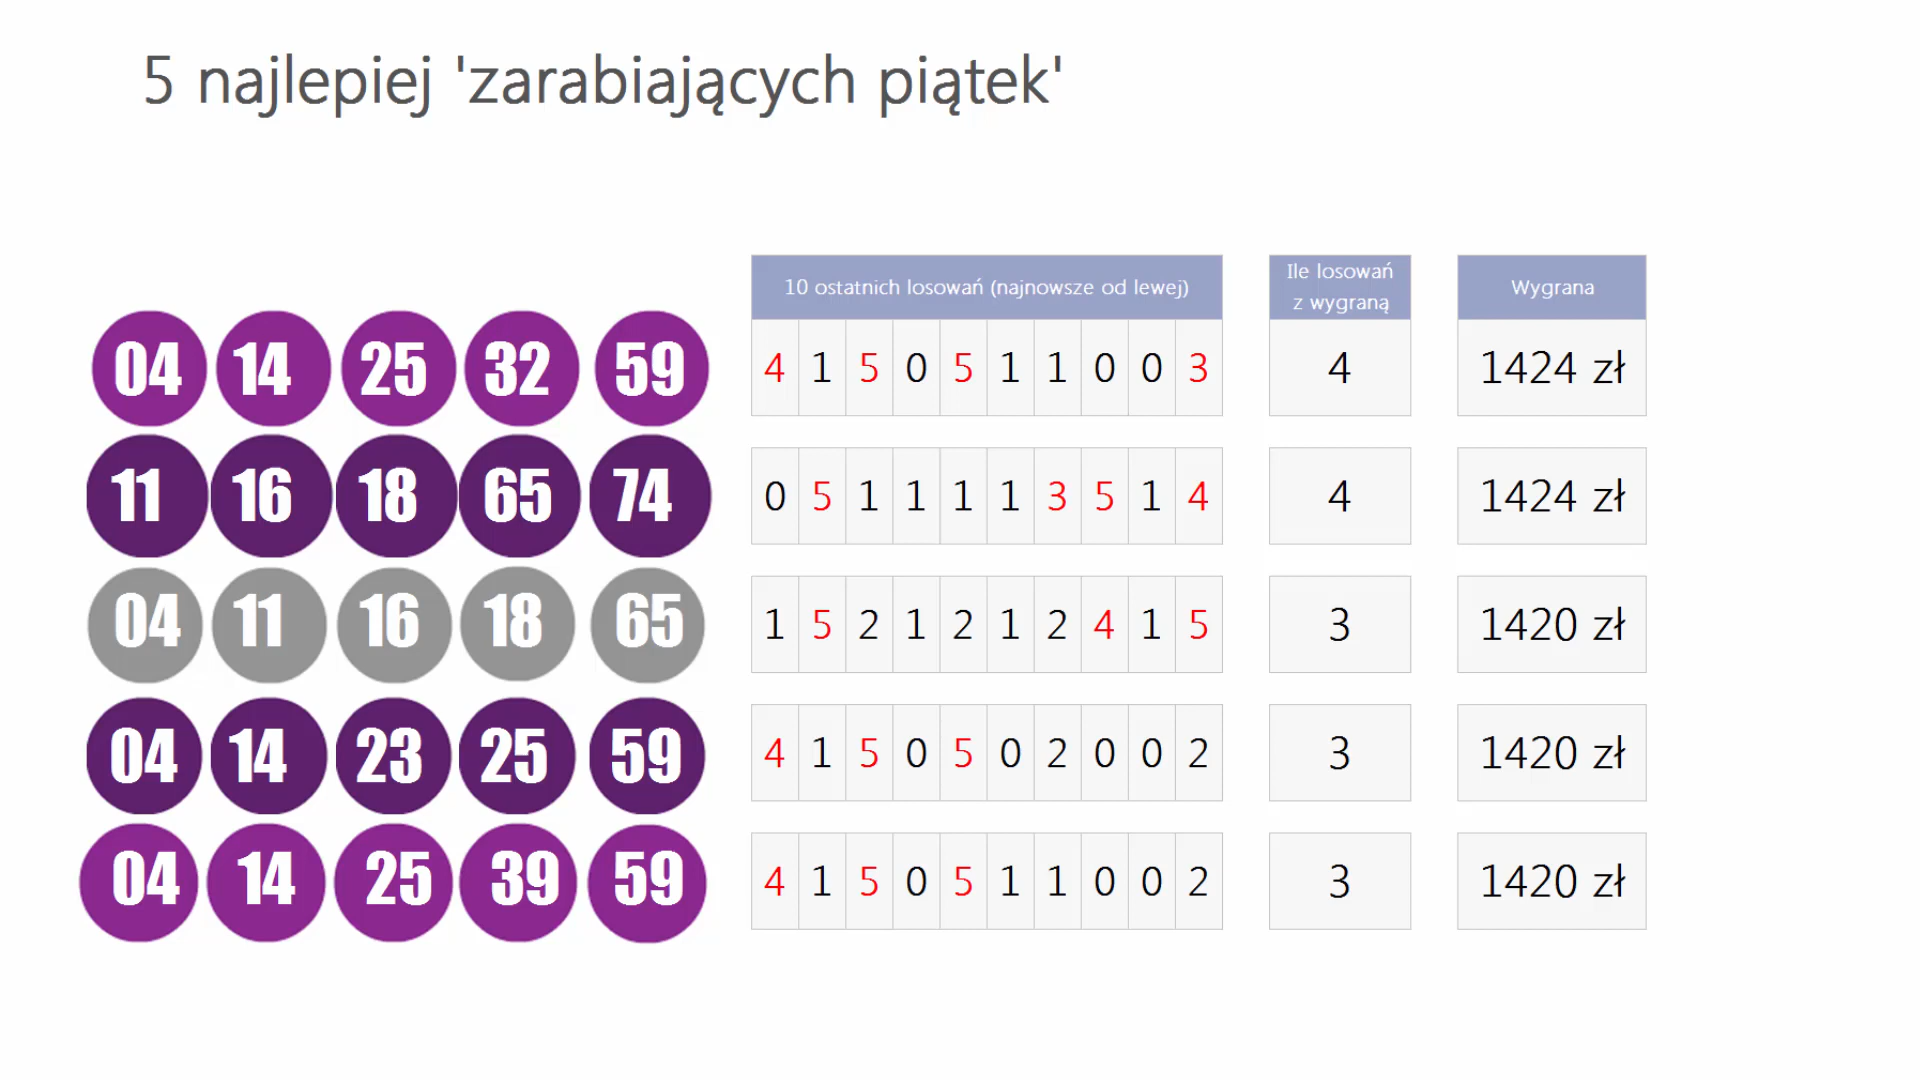 5 najlepiej 'zarabiających piątek'
10 ostatnich losowań (najnowsze od lewej)
Ile losowań
z wygraną
Wygrana
04 14 25 32 59 4 1 5 0 5 1 1 0 0 3 4 1424 zł
11 16 18 65 74 0 5 1 1 1 1 3 5 1 4 4 1424 zł
04 11 16 18 65 1 5 2 1 2 1 2 4 1 5 3 1420 zł
04 14 23 25 59 4 1 5 0 5 0 2 0 0 2 3 1420 zł
04 14 25 39 59 4 1 5 0 5 1 1 0 0 2 3 1420 zł